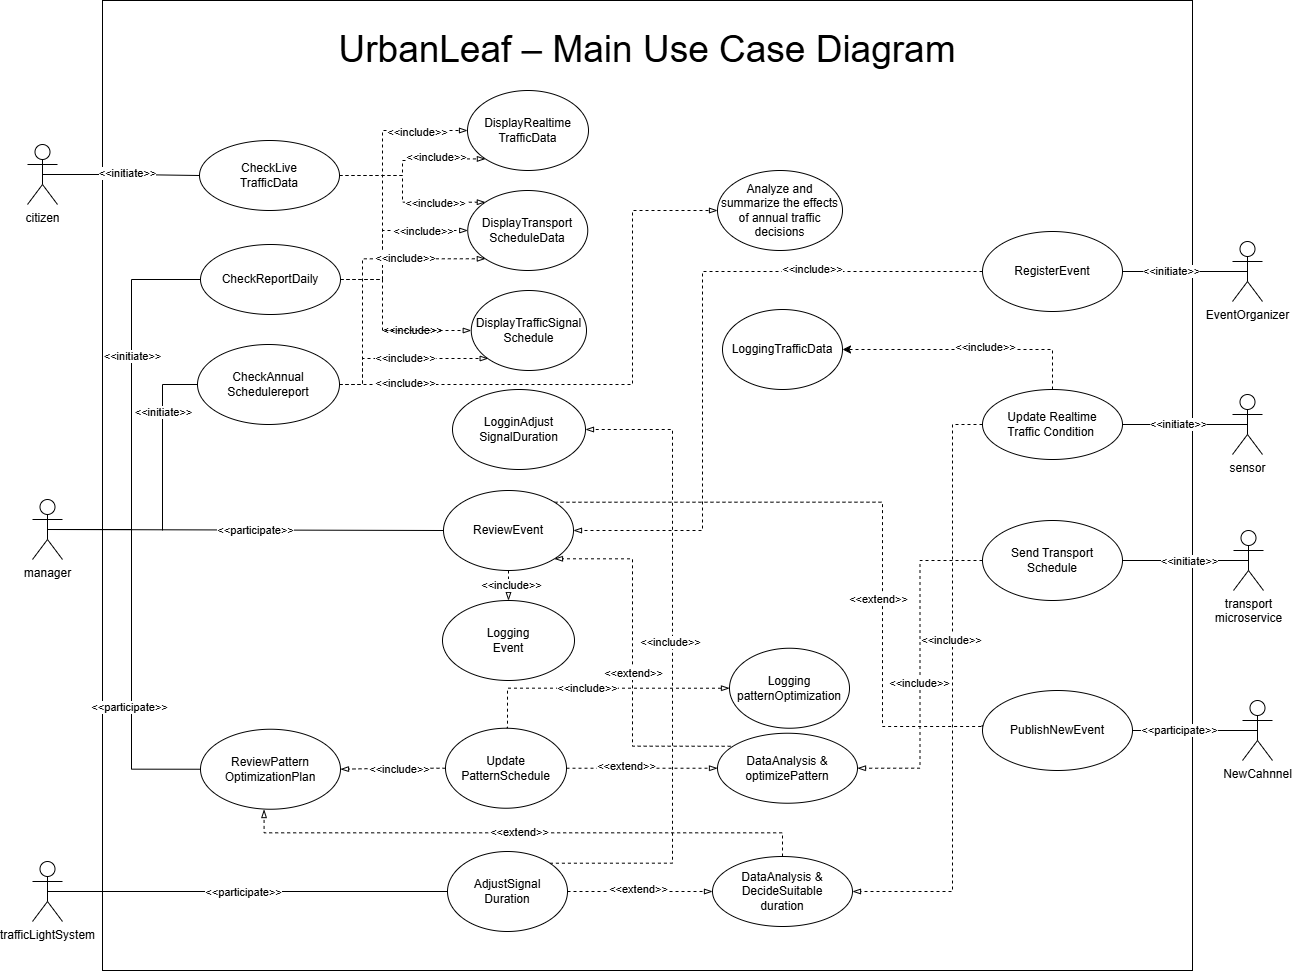 UrbanLeaf – Main Use Case Diagram
DisplayRealtime
TrafficData
<<include>>
<<include>>
CheckLive
TrafficData
<<initiate>>
citizen
<<include>>
DisplayTransport
ScheduleData
<<include>>
<<include>>
Analyze and
summarize the effects
of annual traffic
decisions
CheckReportDaily
<<include>>
RegisterEvent
<<initiate>>
EventOrganizer
DisplayTrafficSignal
Schedule
<<include>>
<<include>>
<<initiate>>
LoggingTrafficData
<<include>>
CheckAnnual
Schedulereport
<<include>>
<<initiate>>
LogginAdjust
SignalDuration
Update Realtime
Traffic Condition
<<initiate>>
sensor
manager
<<participate>>
ReviewEvent
<<include>>
Send Transport
Schedule
<<initiate>>
transport
microservice
<<extend>>
Logging
Event
<<include>>
<<include>>
<<extend>>
<<include>>
<<include>>
Logging
patternOptimization
<<participate>>
PublishNewEvent
<<participate>>
NewCahnnel
ReviewPattern
OptimizationPlan
<<include>>
Update
PatternSchedule
<<extend>>
DataAnalysis &
optimizePattern
<<extend>>
trafficLightSystem
<<participate>>
AdjustSignal
Duration
<<extend>>
DataAnalysis &
DecideSuitable
duration